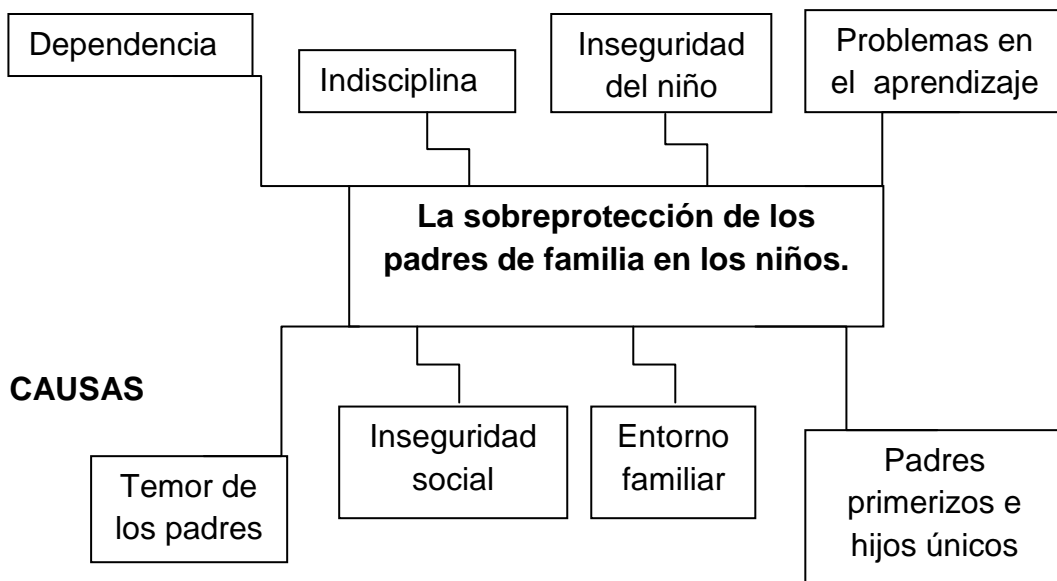 Dependencia
Indisciplina
Inseguridad
del niño
Problemas en
el aprendizaje
La sobreprotección de los
padres de familia en los niños.
CAUSAS
Temor de
los padres
Inseguridad
social
Entorno
familiar
Padres
primerizos e
hijos únicos